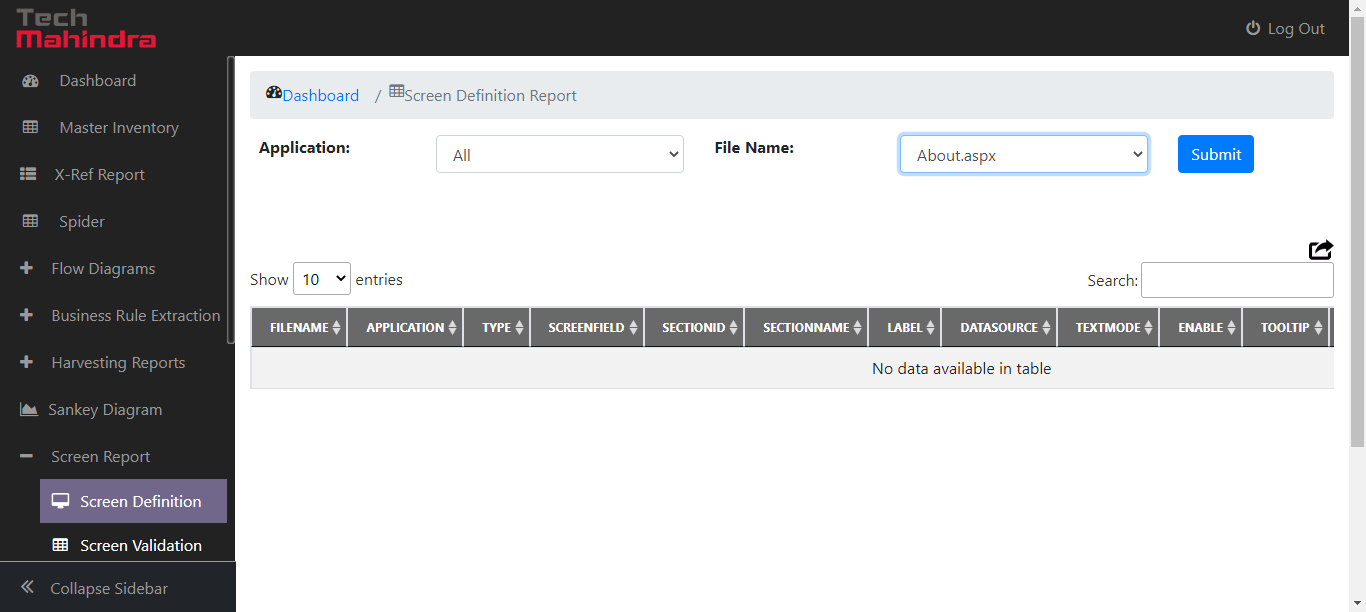 Tech
Mahindra
Log Out
Dashboard
Master Inventory
X-Ref Report
Spider
Flow Diagrams
Business Rule Extraction
Harvesting Reports
Sankey Diagram
Screen Report
Screen Definition
Screen Validation
Collapse Sidebar
Dashboard / Screen Definition Report
Application: All File Name: About.aspx Submit
Show 10 entries Search:
FILENAME APPLICATION TYPE SCREENFIELD SECTIONID SECTIONNAME LABEL DATASOURCE TEXTMODE ENABLE TOOLTIP
No data available in table